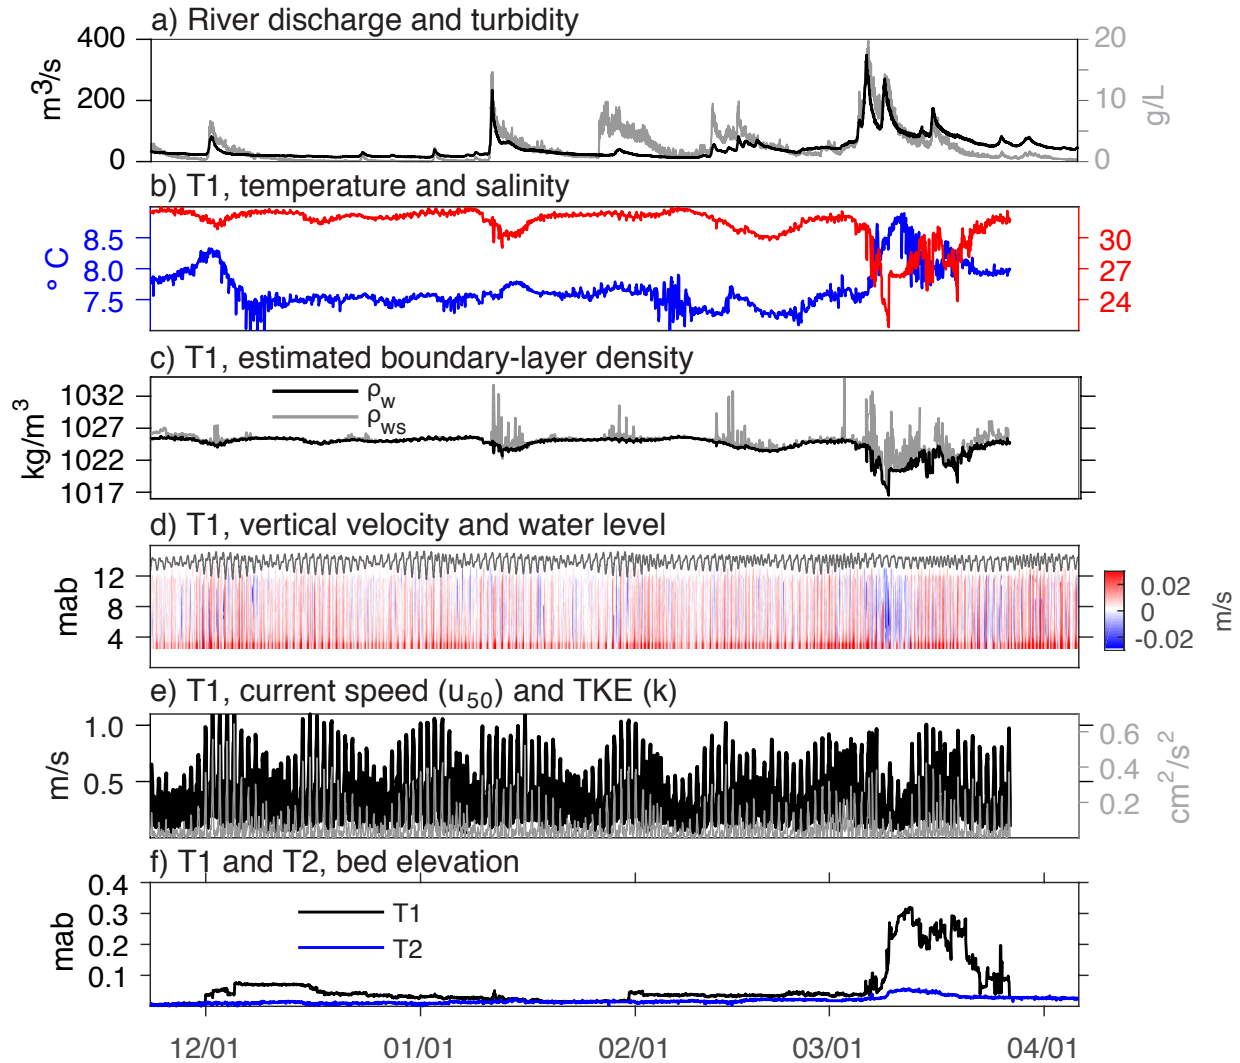 a) River discharge and turbidity
400
200
0
m³/s
20
10
0
g/L
b) T1, temperature and salinity
8.5
8.0
7.5
° C
30
27
24
c) T1, estimated boundary-layer density
1032
1027
1022
1017
kg/m³
ρw
ρws
d) T1, vertical velocity and water level
12
8
4
mab
0.02
0
-0.02
m/s
e) T1, current speed (u50) and TKE (k)
1.0
0.5
m/s
0.6
0.4
0.2
cm²/s²
f) T1 and T2, bed elevation
0.4
0.3
0.2
0.1
mab
T1
T2
12/01 01/01 02/01 03/01 04/01